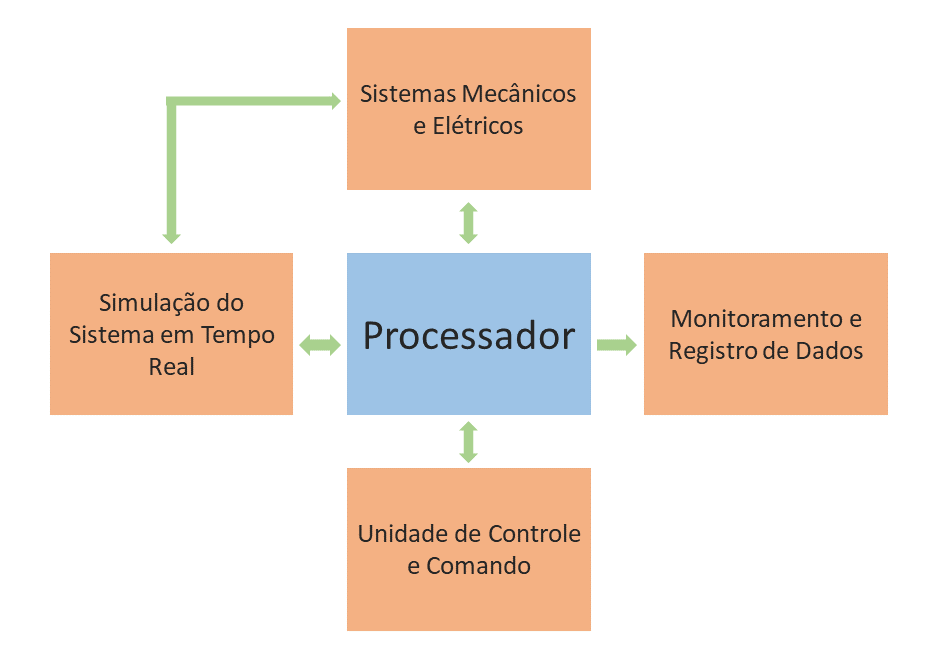 Sistemas Mecânicos
e Elétricos
Simulação do
Sistema em Tempo
Real
Processador
Monitoramento e
Registro de Dados
Unidade de Controle
e Comando